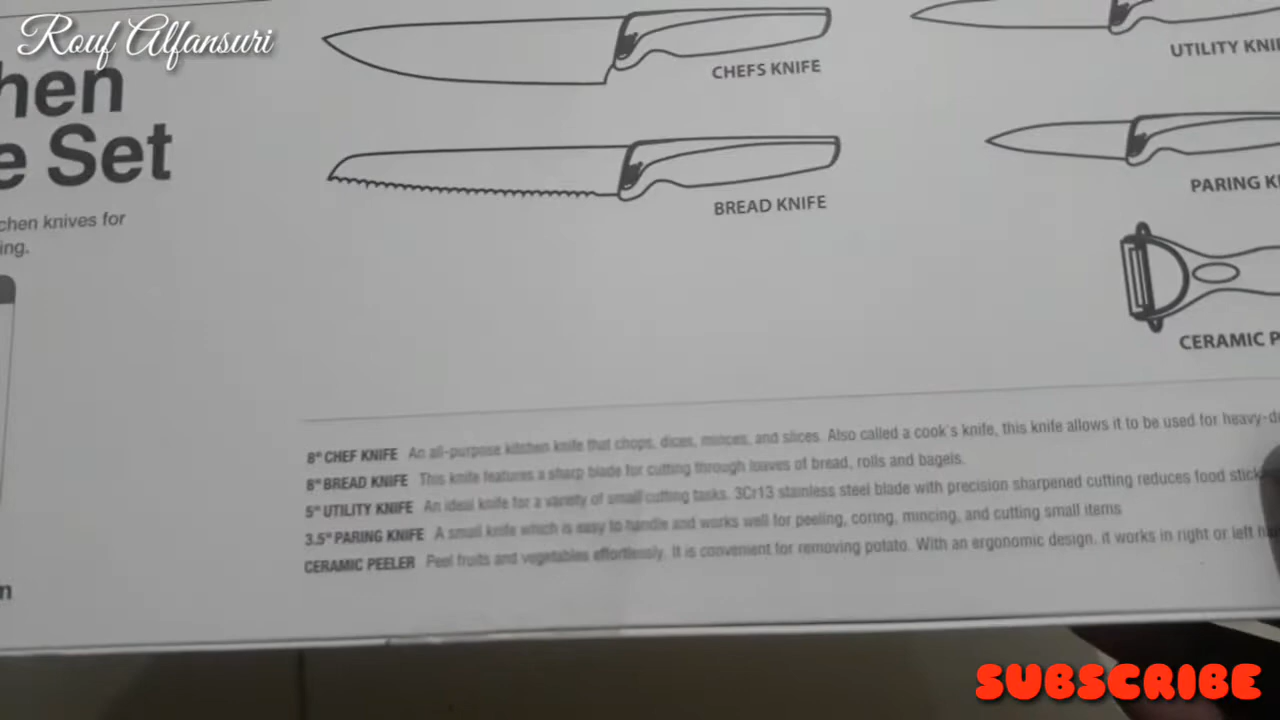 Rouf Alfansuri
hen
e Set
chen knives for
ing.
CHEFS KNIFE
BREAD KNIFE
UTILITY KNI
PARING K
CERAMIC P
8" CHEF KNIFE An all-purpose kitchen knife that chops, dices, minces, and slices. Also called a cook's knife, this knife allows it to be used for heavy-d
8" BREAD KNIFE This knife features a sharp blade for cutting through loaves of bread, rolls and bagels.
5" UTILITY KNIFE An ideal knife for a variety of small cutting tasks. 3Cr13 stainless steel blade with precision sharpened cutting reduces food stick
3.5" PARING KNIFE A small knife which is easy to handle and works well for peeling, coring, mincing, and cutting small items
CERAMIC PEELER Peel fruits and vegetables effortlessly. It is convenient for removing potato. With an ergonomic design, it works in right or left ha
n
SUBSCRIBE